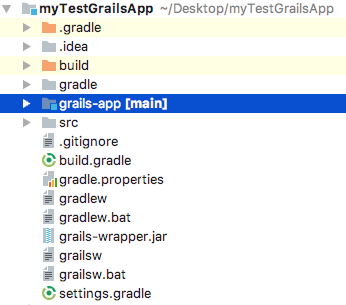 myTestGrailsApp ~/Desktop/myTestGrailsApp
.gradle
.idea
build
gradle
grails-app [main]
src
.gitignore
build.gradle
gradle.properties
gradlew
gradlew.bat
grails-wrapper.jar
grailsw
grailsw.bat
settings.gradle